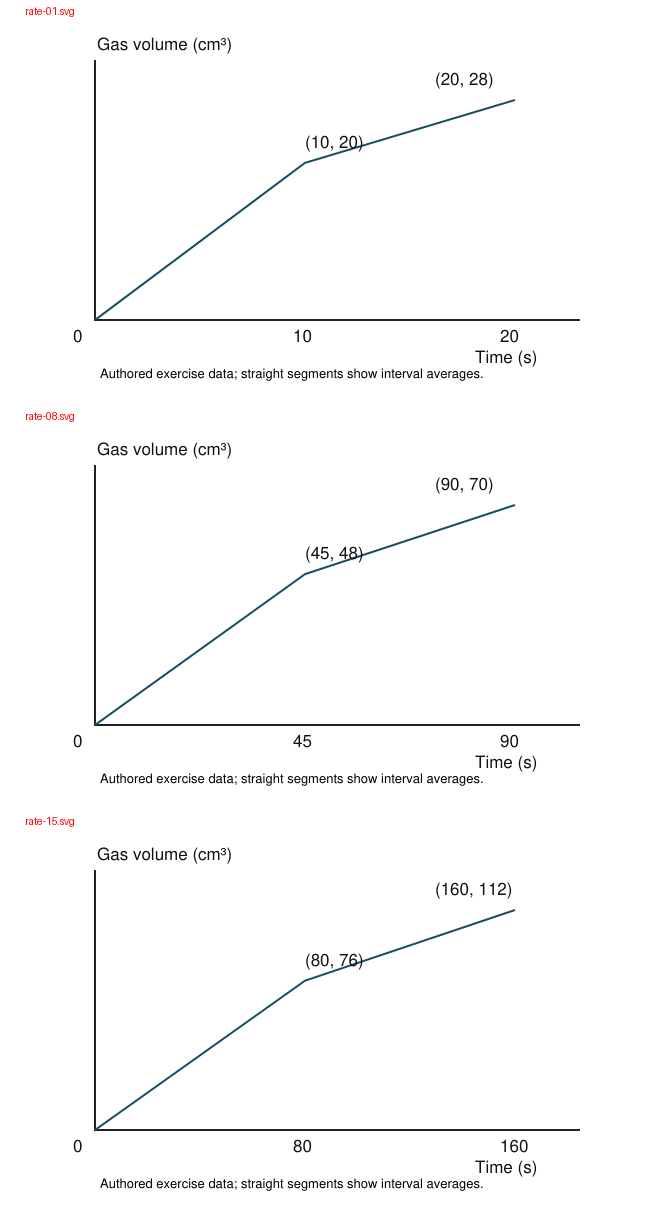 rate-01.svg
Gas volume (cm³)
(20, 28)
(10, 20)
0 10 20
Time (s)
Authored exercise data; straight segments show interval averages.
rate-08.svg
Gas volume (cm³)
(90, 70)
(45, 48)
0 45 90
Time (s)
Authored exercise data; straight segments show interval averages.
rate-15.svg
Gas volume (cm³)
(160, 112)
(80, 76)
0 80 160
Time (s)
Authored exercise data; straight segments show interval averages.